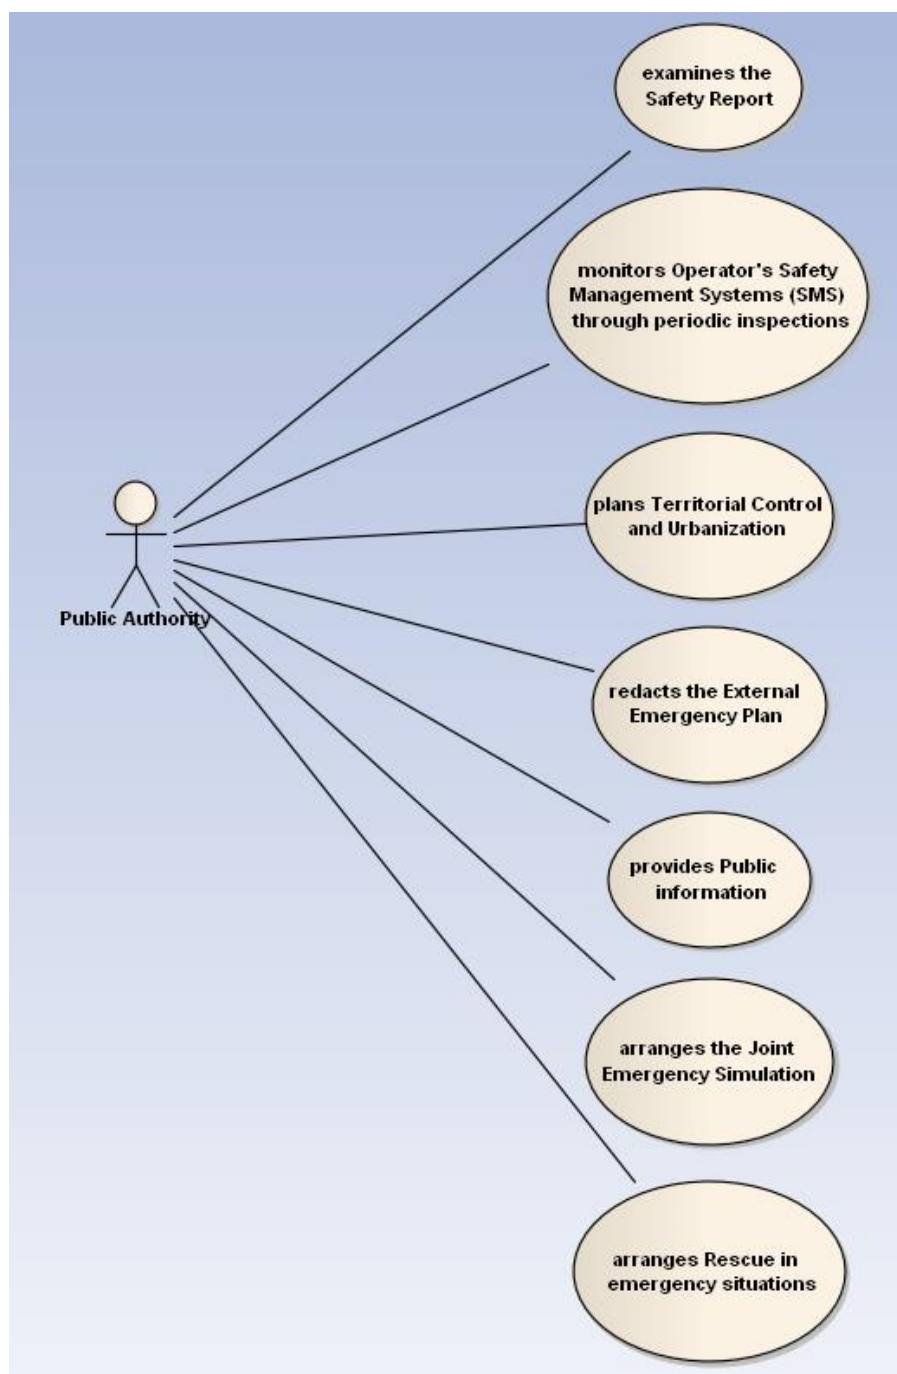 examines the
Safety Report
monitors Operator's Safety
Management Systems (SMS)
through periodic inspections
plans Territorial Control
and Urbanization
Public Authority
redacts the External
Emergency Plan
provides Public
information
arranges the Joint
Emergency Simulation
arranges Rescue in
emergency situations